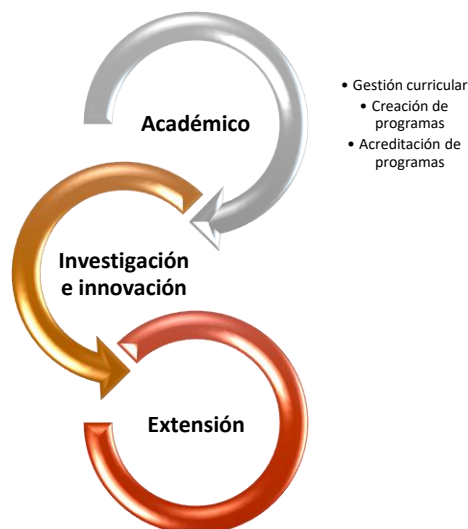 Académico
• Gestión curricular
• Creación de
programas
• Acreditación de
programas
Investigación
e innovación
Extensión